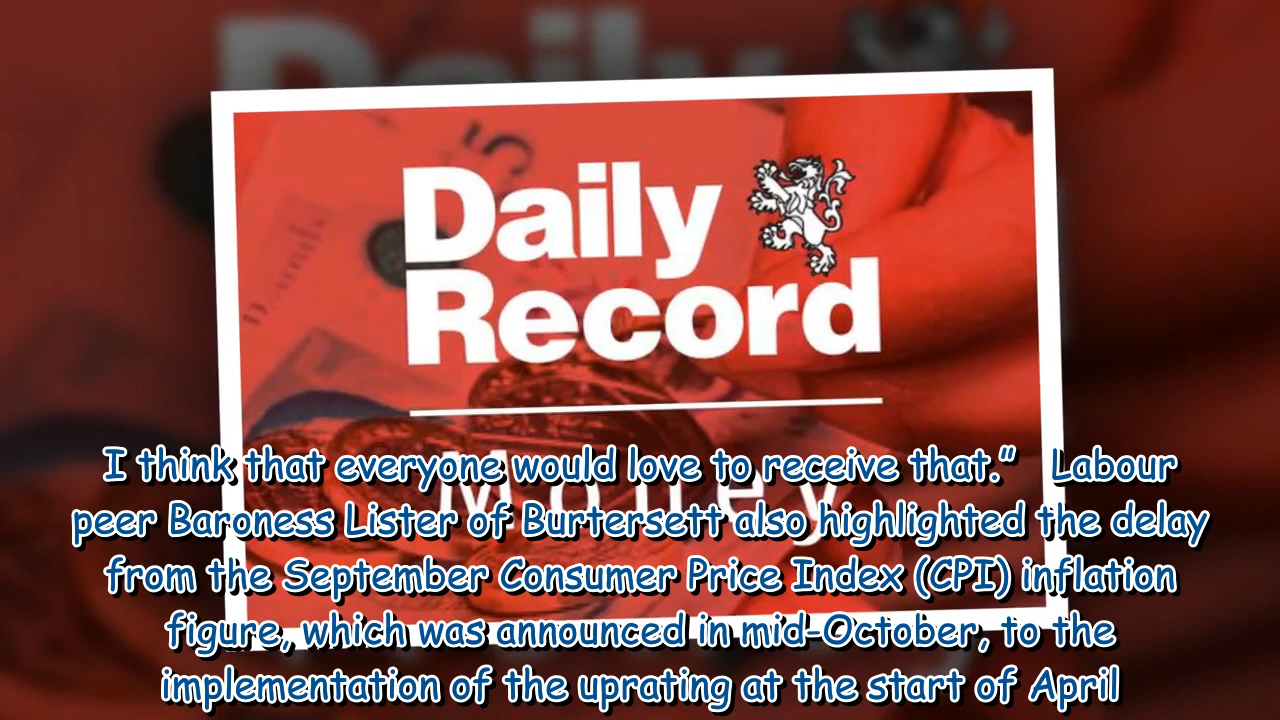 Daily
Record
Money
I think that everyone would love to receive that.” Labour
peer Baroness Lister of Burtersett also highlighted the delay
from the September Consumer Price Index (CPI) inflation
figure, which was announced in mid-October, to the
implementation of the uprating at the start of April